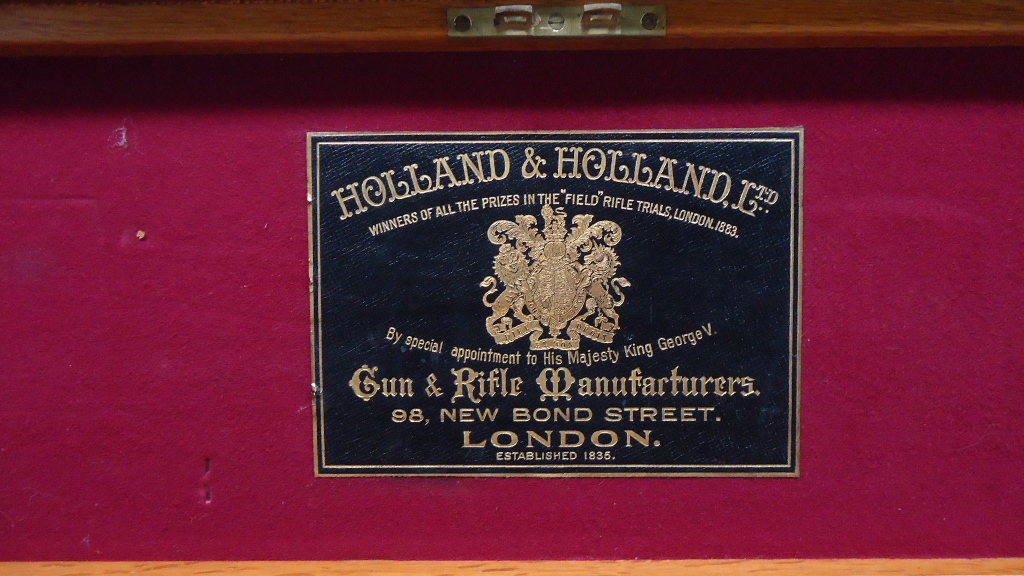 HOLLAND & HOLLAND, LTD.
WINNERS OF ALL THE PRIZES IN THE "FIELD" RIFLE TRIALS, LONDON. 1883.
By special appointment to His Majesty King George V.
Gun & Rifle Manufacturers.
98, NEW BOND STREET.
LONDON.
ESTABLISHED 1835.